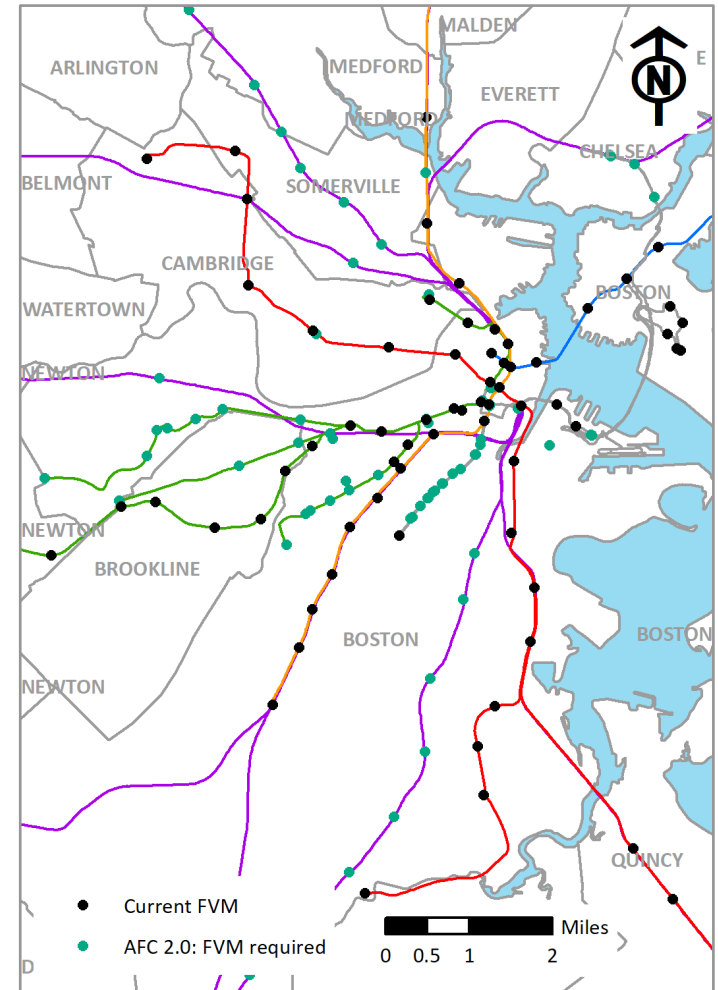 MALDEN
ARLINGTON
MEDFORD
N
E
EVERETT
MEDFORD
CHELSEA
BELMONT
SOMERVILLE
CAMBRIDGE
BOSTON
WATERTOWN
NEWTON
NEWTON
BROOKLINE
BOSTON
BOSTON
NEWTON
QUINCY
Current FVM
Miles
AFC 2.0: FVM required
0 0.5 1 2
D